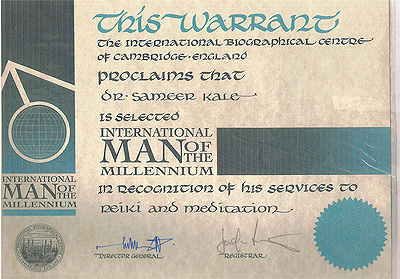 This Warrant
The International Biographical Centre
of Cambridge · England
proclaims that
Dr. Sameer Kale
is selected
INTERNATIONAL
MAN OF THE
MILLENNIUM
in recognition of his services to
Reiki and Meditation.
INTERNATIONAL
MAN OF THE
MILLENNIUM
DIRECTOR GENERAL
REGISTRAR